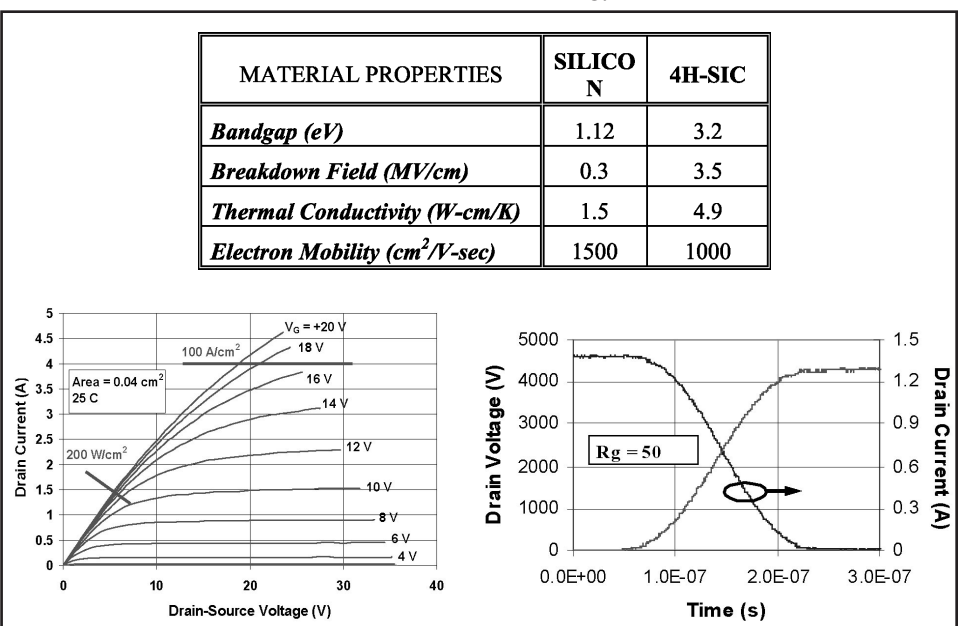 MATERIAL PROPERTIES
SILICO
N
4H-SIC
Bandgap (eV)
1.12
3.2
Breakdown Field (MV/cm)
0.3
3.5
Thermal Conductivity (W-cm/K)
1.5
4.9
Electron Mobility (cm²/V-sec)
1500
1000
5
4.5
4
3.5
3
2.5
2
1.5
1
0.5
0
Drain Current (A)
V_G = +20 V
18 V
16 V
14 V
12 V
10 V
8 V
6 V
4 V
100 A/cm²
Area = 0.04 cm²
25 C
200 W/cm²
0
10
20
30
40
Drain-Source Voltage (V)
5000
4000
3000
2000
1000
0
Drain Voltage (V)
Rg = 50
1.5
1.2
0.9
0.6
0.3
0
Drain Current (A)
0.0E+00
1.0E-07
2.0E-07
3.0E-07
Time (s)